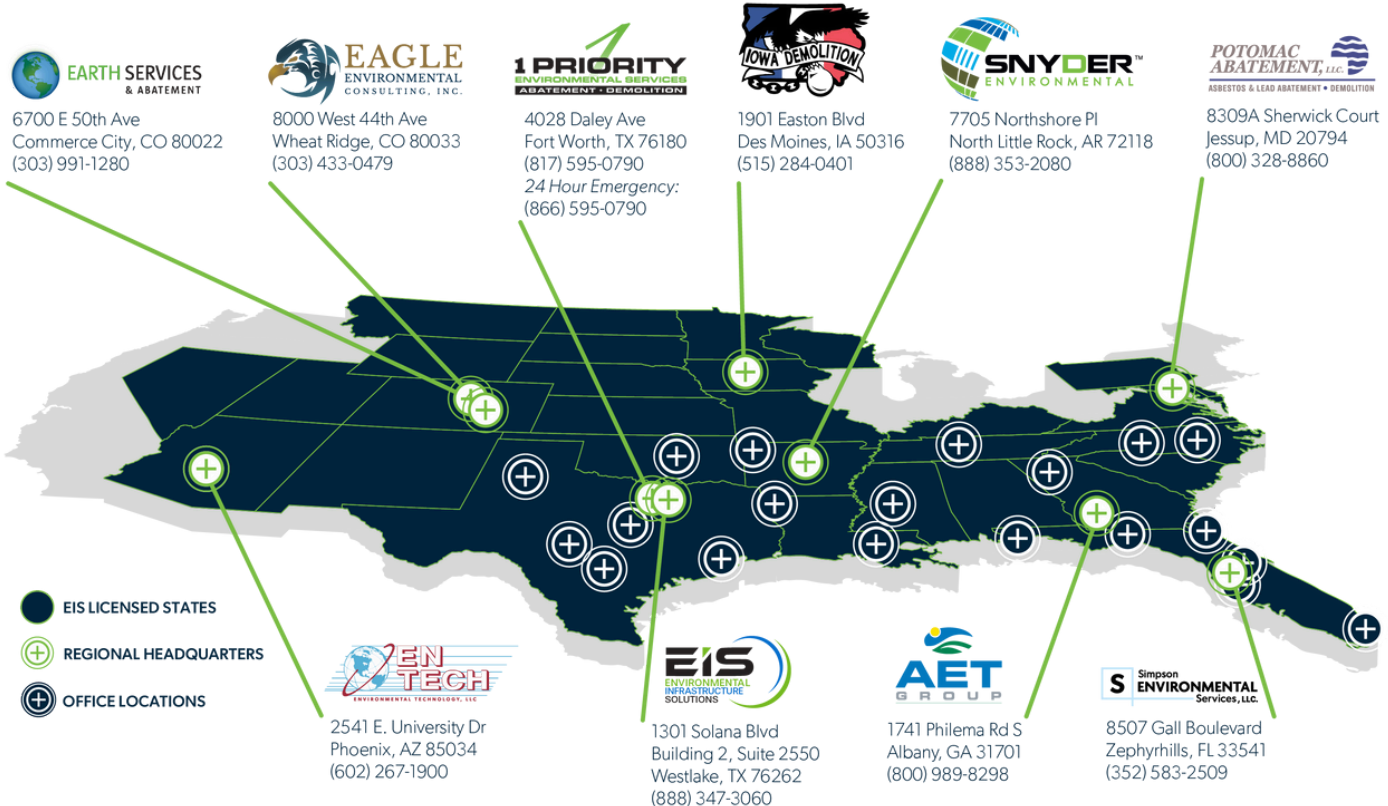 EARTH SERVICES
& ABATEMENT
6700 E 50th Ave
Commerce City, CO 80022
(303) 991-1280
EAGLE
ENVIRONMENTAL
CONSULTING, INC.
8000 West 44th Ave
Wheat Ridge, CO 80033
(303) 433-0479
1 PRIORITY
ENVIRONMENTAL SERVICES
ABATEMENT • DEMOLITION
4028 Daley Ave
Fort Worth, TX 76180
(817) 595-0790
24 Hour Emergency:
(866) 595-0790
IOWA DEMOLITION
1901 Easton Blvd
Des Moines, IA 50316
(515) 284-0401
SNYDER™
ENVIRONMENTAL
7705 Northshore Pl
North Little Rock, AR 72118
(888) 353-2080
POTOMAC
ABATEMENT, LLC.
ASBESTOS & LEAD ABATEMENT • DEMOLITION
8309A Sherwick Court
Jessup, MD 20794
(800) 328-8860
EIS LICENSED STATES
REGIONAL HEADQUARTERS
OFFICE LOCATIONS
EN
TECH
ENVIRONMENTAL TECHNOLOGY, LLC
2541 E. University Dr
Phoenix, AZ 85034
(602) 267-1900
EIS
ENVIRONMENTAL
INFRASTRUCTURE
SOLUTIONS
1301 Solana Blvd
Building 2, Suite 2550
Westlake, TX 76262
(888) 347-3060
AET
GROUP
1741 Philema Rd S
Albany, GA 31701
(800) 989-8298
S
Simpson
ENVIRONMENTAL
Services, LLC.
8507 Gall Boulevard
Zephyrhills, FL 33541
(352) 583-2509